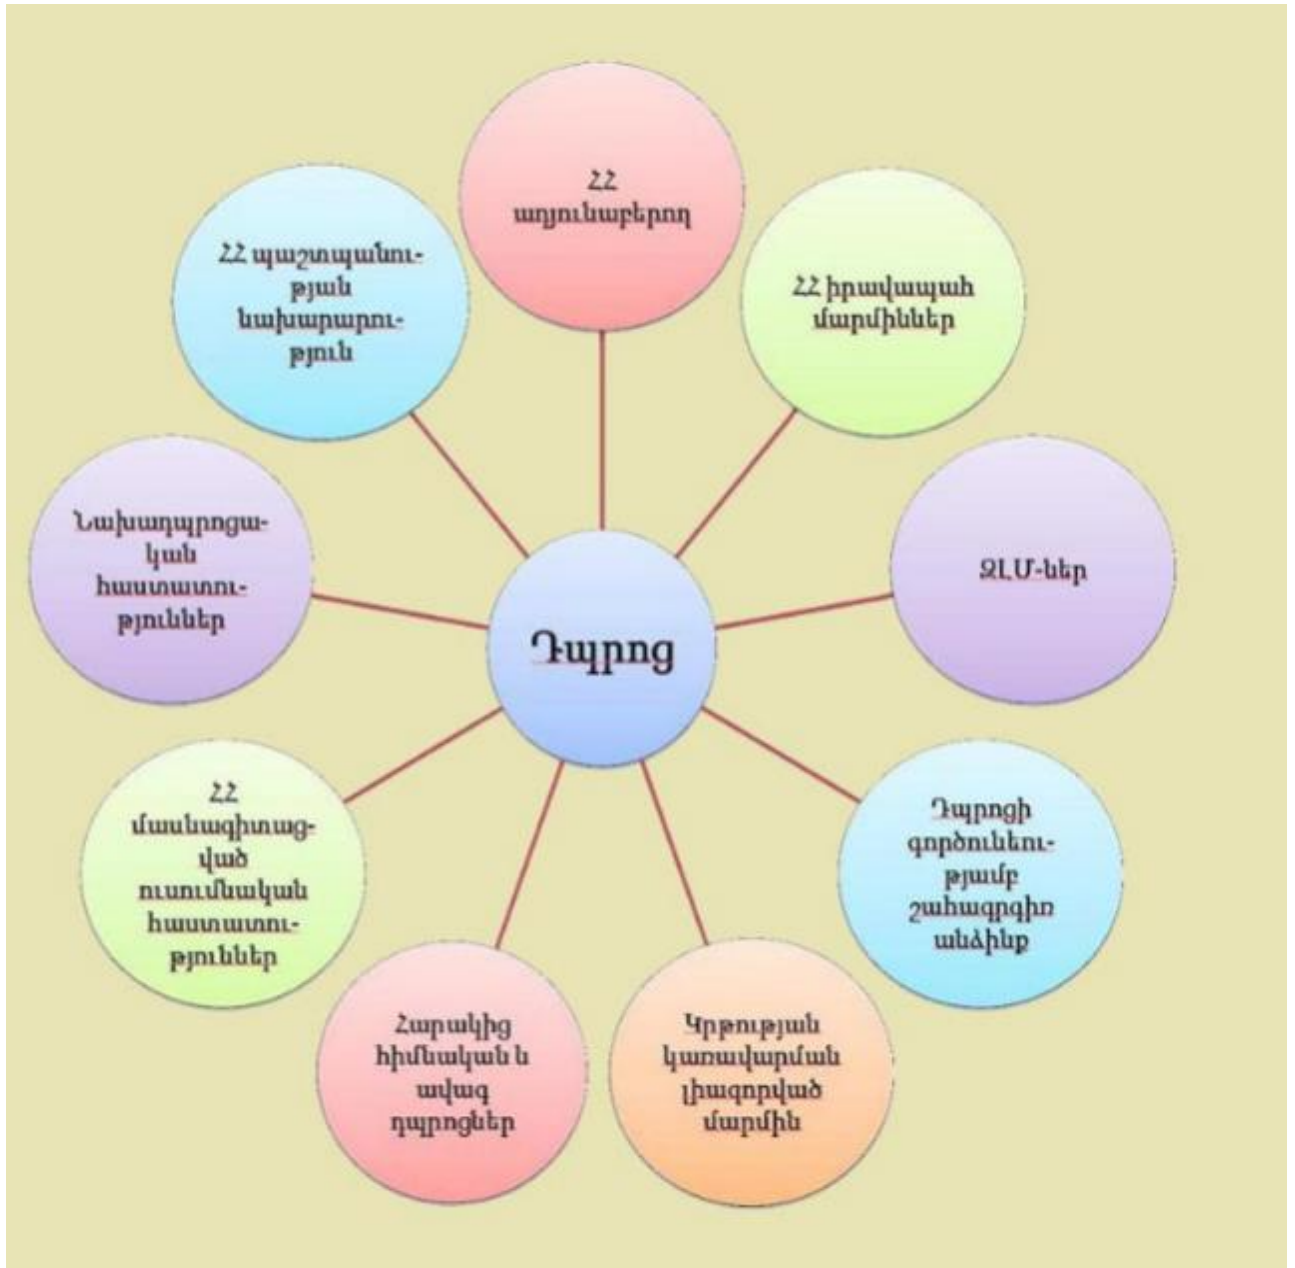 ՀՀ
աղյունաբերող
ՀՀ իրավապահ
մարմիններ
ԶԼՄ-ներ
Դպրոցի
գործունեու-
թյամբ
շահագրգիռ
անձինք
Կրթության
կառավարման
լիազորված
մարմին
Հարակից
հիմնական և
ավագ
դպրոցներ
ՀՀ
մասնագիտաց-
ված
ուսումնական
հաստատու-
թյուններ
Նախադպրոցա-
կան
հաստատու-
թյուններ
ՀՀ պաշտպանու-
թյան
նախարարու-
թյուն
Դպրոց